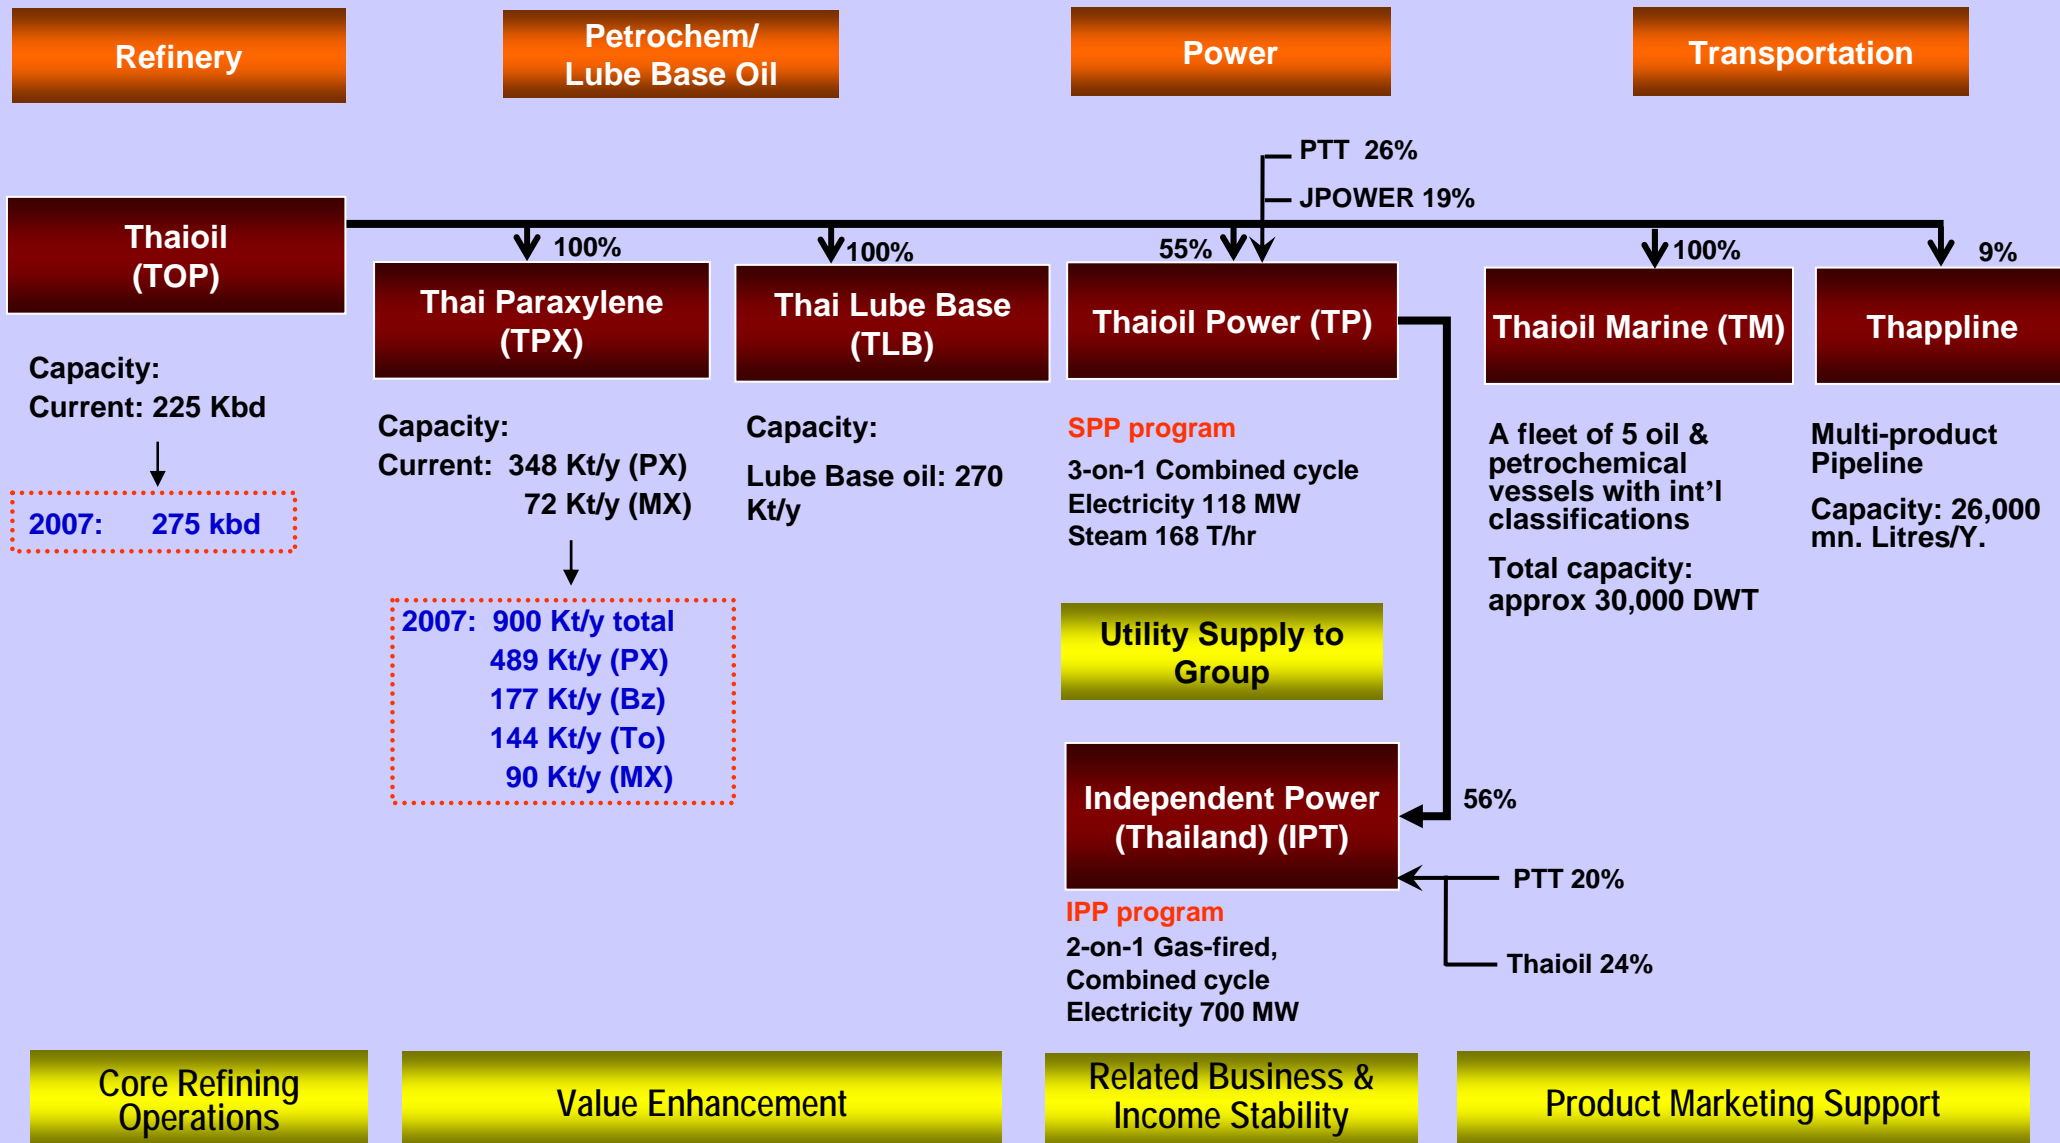 Refinery
Petrochem/
Lube Base Oil
Power
Transportation
PTT 26%
JPOWER 19%
Thaioil
(TOP)
100%
100%
55%
100%
9%
Thai Paraxylene
(TPX)
Thai Lube Base
(TLB)
Thaioil Power (TP)
Thaioil Marine (TM)
Thappline
Capacity:
Current: 225 Kbd
2007: 275 kbd
Capacity:
Current: 348 Kt/y (PX)
72 Kt/y (MX)
2007: 900 Kt/y total
489 Kt/y (PX)
177 Kt/y (Bz)
144 Kt/y (To)
90 Kt/y (MX)
Capacity:
Lube Base oil: 270
Kt/y
SPP program
3-on-1 Combined cycle
Electricity 118 MW
Steam 168 T/hr
Utility Supply to
Group
Independent Power
(Thailand) (IPT)
56%
PTT 20%
Thaioil 24%
IPP program
2-on-1 Gas-fired,
Combined cycle
Electricity 700 MW
A fleet of 5 oil &
petrochemical
vessels with int’l
classifications
Total capacity:
approx 30,000 DWT
Multi-product
Pipeline
Capacity: 26,000
mn. Litres/Y.
Core Refining
Operations
Value Enhancement
Related Business &
Income Stability
Product Marketing Support